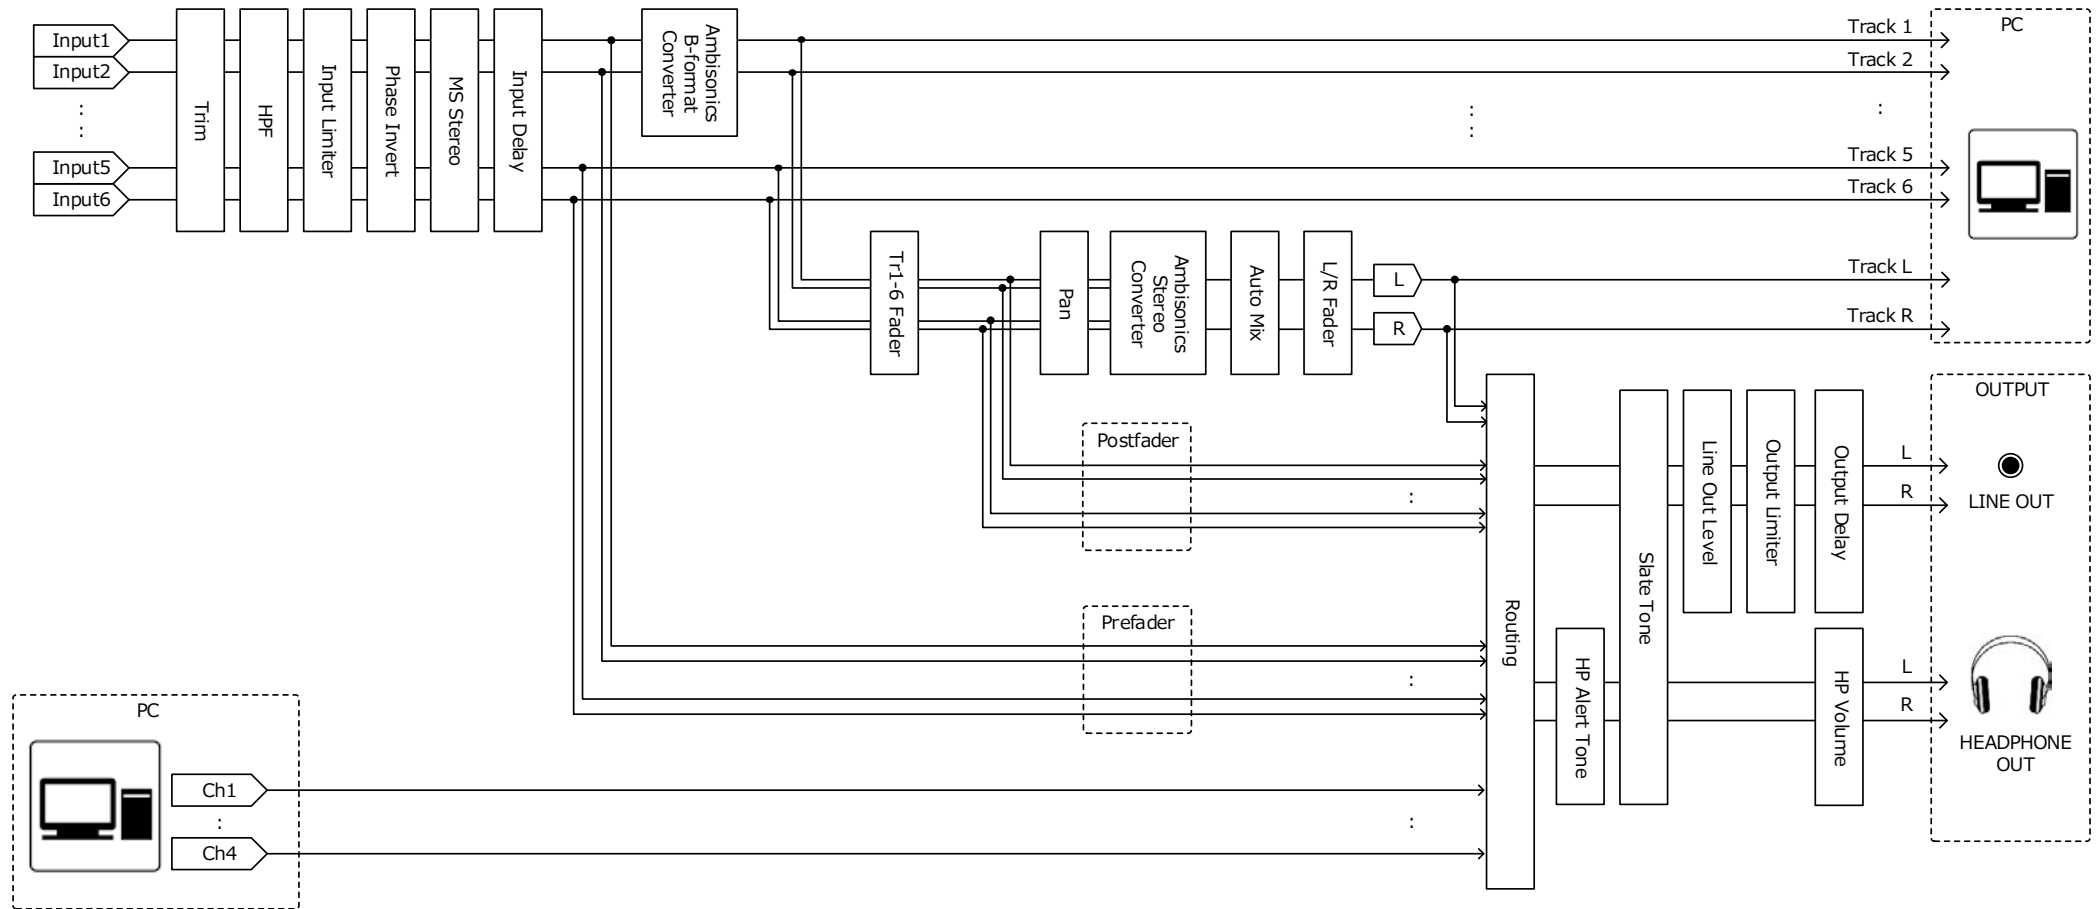 Input1
Input2
:
:
Input5
Input6
Trim
HPF
Input Limiter
Phase Invert
MS Stereo
Input Delay
Ambisonics
B-format
Converter
Track 1
Track 2
:
:
:
Track 5
Track 6
Track L
Track R
PC
Tr1-6 Fader
Pan
Ambisonics
Stereo
Converter
Auto Mix
L/R Fader
L
R
Postfader
:
Prefader
:
PC
Ch1
:
Ch4
:
Routing
HP Alert Tone
Slate Tone
Line Out Level
Output Limiter
Output Delay
HP Volume
L
R
L
R
OUTPUT
LINE OUT
HEADPHONE
OUT